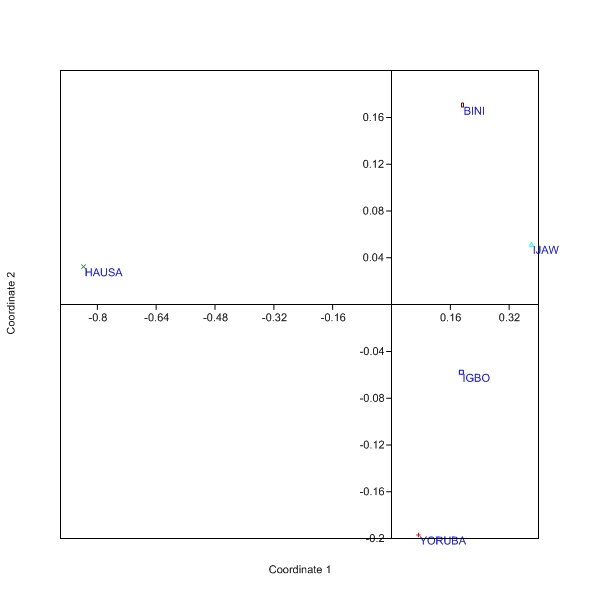 BINI
0.16
0.12
0.08
IJAW
0.04
HAUSA
-0.8 -0.64 -0.48 -0.32 -0.16 0.16 0.32
Coordinate 2
-0.04
IGBO
-0.08
-0.12
-0.16
-0.2 YORUBA
Coordinate 1